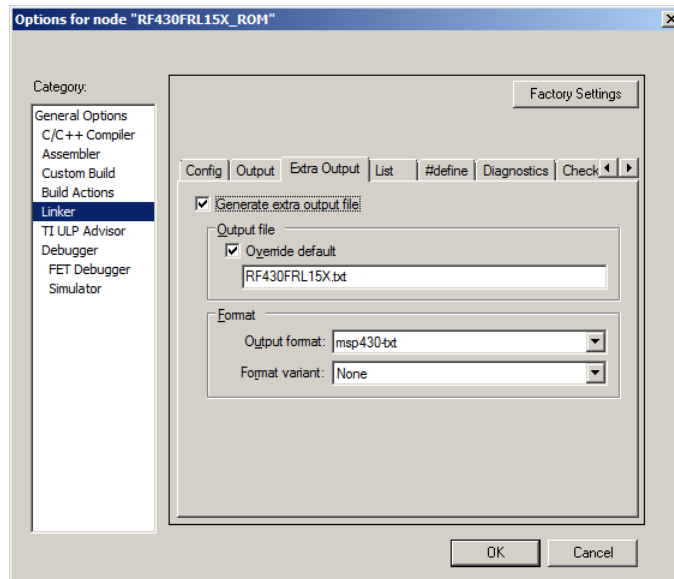 Options for node "RF430FRL15X_ROM"
Category:
General Options
C/C++ Compiler
Assembler
Custom Build
Build Actions
Linker
TI ULP Advisor
Debugger
FET Debugger
Simulator
Factory Settings
Config Output Extra Output List #define Diagnostics Check
Generate extra output file
Output file
Override default
RF430FRL15X.txt
Format
Output format: msp430-txt
Format variant: None
OK Cancel